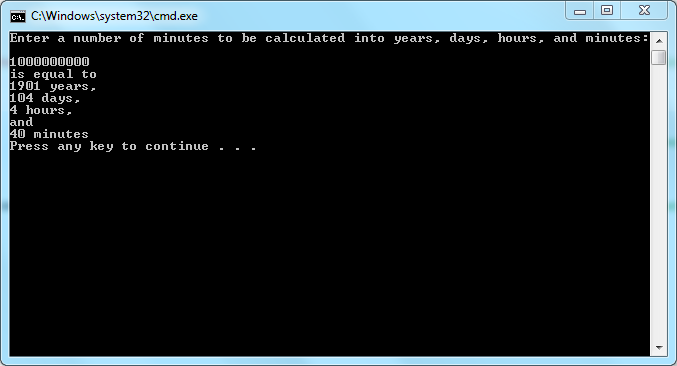 C:\Windows\system32\cmd.exe
Enter a number of minutes to be calculated into years, days, hours, and minutes:
1000000000
is equal to
1901 years,
104 days,
4 hours,
and
40 minutes
Press any key to continue . . .